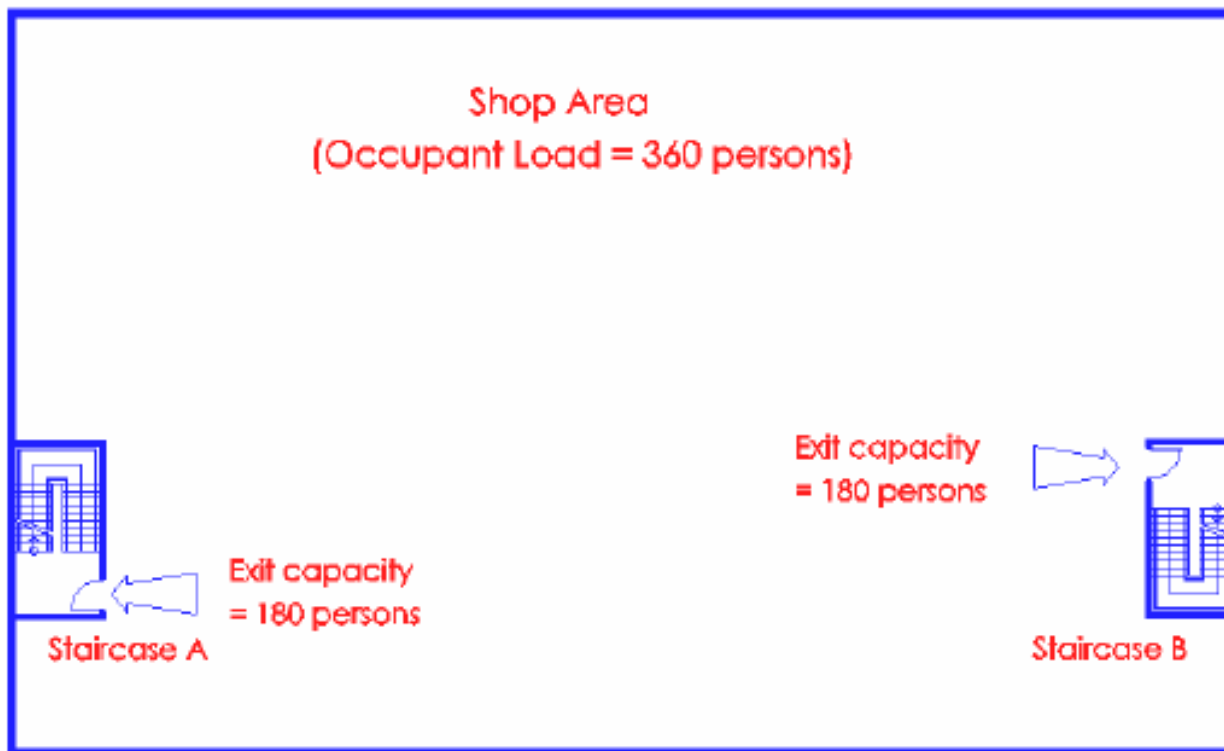 Shop Area
(Occupant Load = 360 persons)
Exit capacity
= 180 persons
Exit capacity
= 180 persons
Staircase A
Staircase B